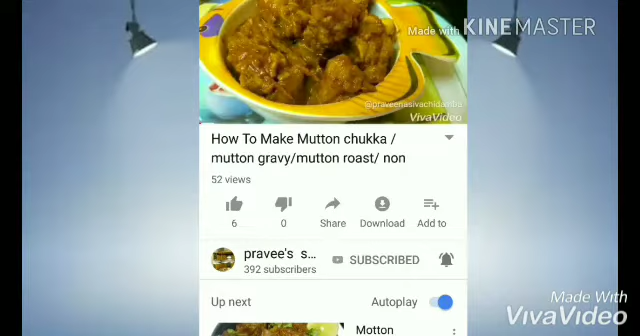 Made with KINEMASTER
@praveenasivachidambaram
VivaVideo
How To Make Mutton chukka /
mutton gravy/mutton roast/ non
52 views
6
0
Share
Download
Add to
pravee's s...
SUBSCRIBED
392 subscribers
Up next
Autoplay
Motton
Made With
VivaVideo